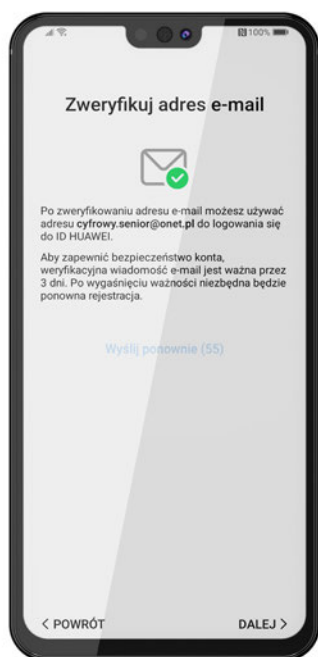 100%
Zweryfikuj adres e-mail
Po zweryfikowaniu adresu e-mail możesz używać
adresu cyfrowy.senior@onet.pl do logowania się
do ID HUAWEI.
Aby zapewnić bezpieczeństwo konta,
weryfikacyjna wiadomość e-mail jest ważna przez
3 dni. Po wygaśnięciu ważności niezbędna będzie
ponowna rejestracja.
Wyślij ponownie (55)
< POWRÓT
DALEJ >